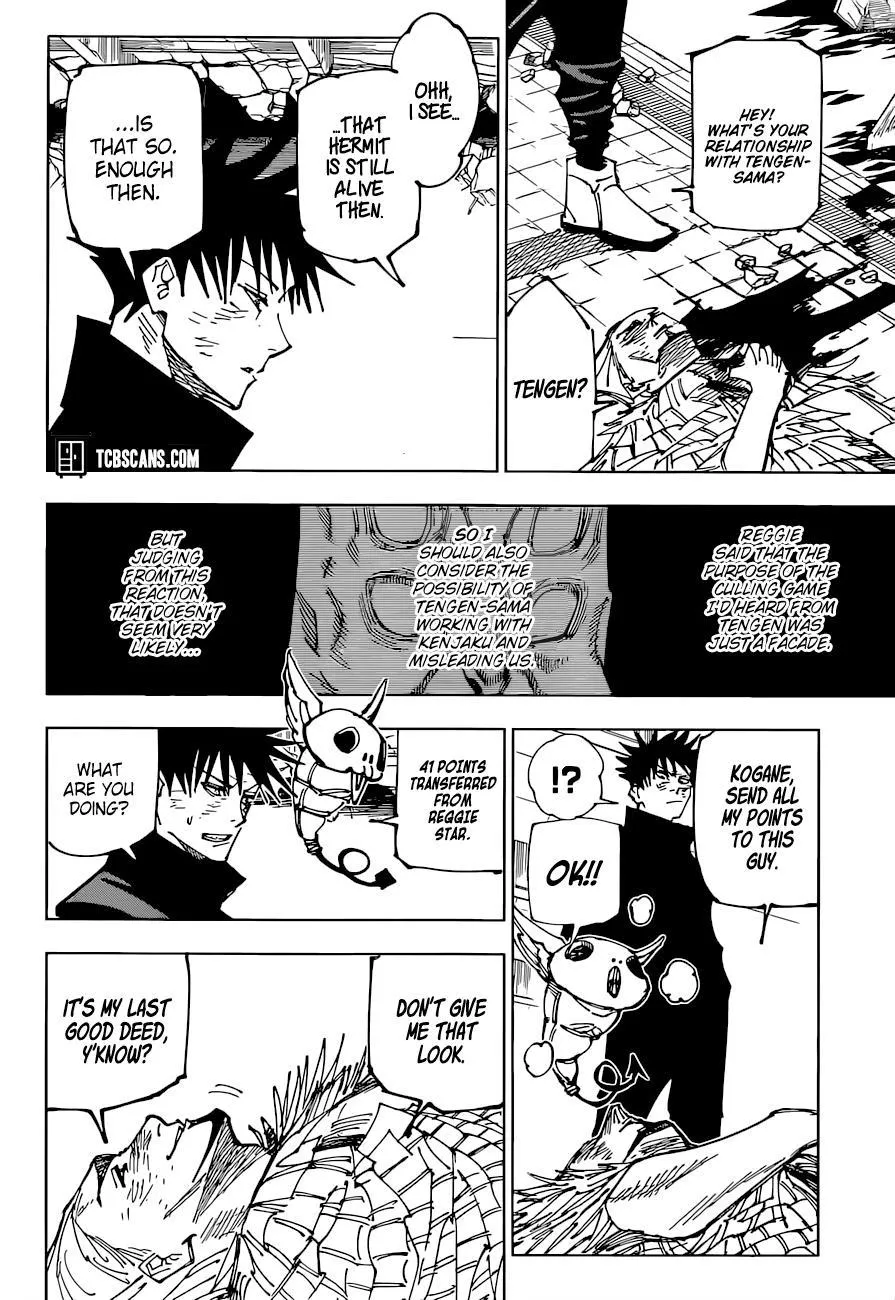 HEY!
WHAT'S YOUR
RELATIONSHIP
WITH TENGEN-
SAMA?
TENGEN?
OHH,
I SEE...
...THAT
HERMIT
IS STILL
ALIVE
THEN.
...IS
THAT SO.
ENOUGH
THEN.
TCBSCANS.COM
REGGIE
SAID THAT THE
PURPOSE OF THE
CULLING GAME
I'D HEARD FROM
TENGEN WAS
JUST A FACADE.
SO I
SHOULD ALSO
CONSIDER THE
POSSIBILITY OF
TENGEN-SAMA
WORKING WITH
KENJAKU AND
MISLEADING US.
BUT
JUDGING
FROM THIS
REACTION,
THAT DOESN'T
SEEM VERY
LIKELY...
KOGANE,
SEND ALL
MY POINTS
TO THIS
GUY.
!?
OK!!
41 POINTS
TRANSFERRED
FROM
REGGIE
STAR.
WHAT
ARE YOU
DOING?
DON'T GIVE
ME THAT
LOOK.
IT'S MY LAST
GOOD DEED,
Y'KNOW?